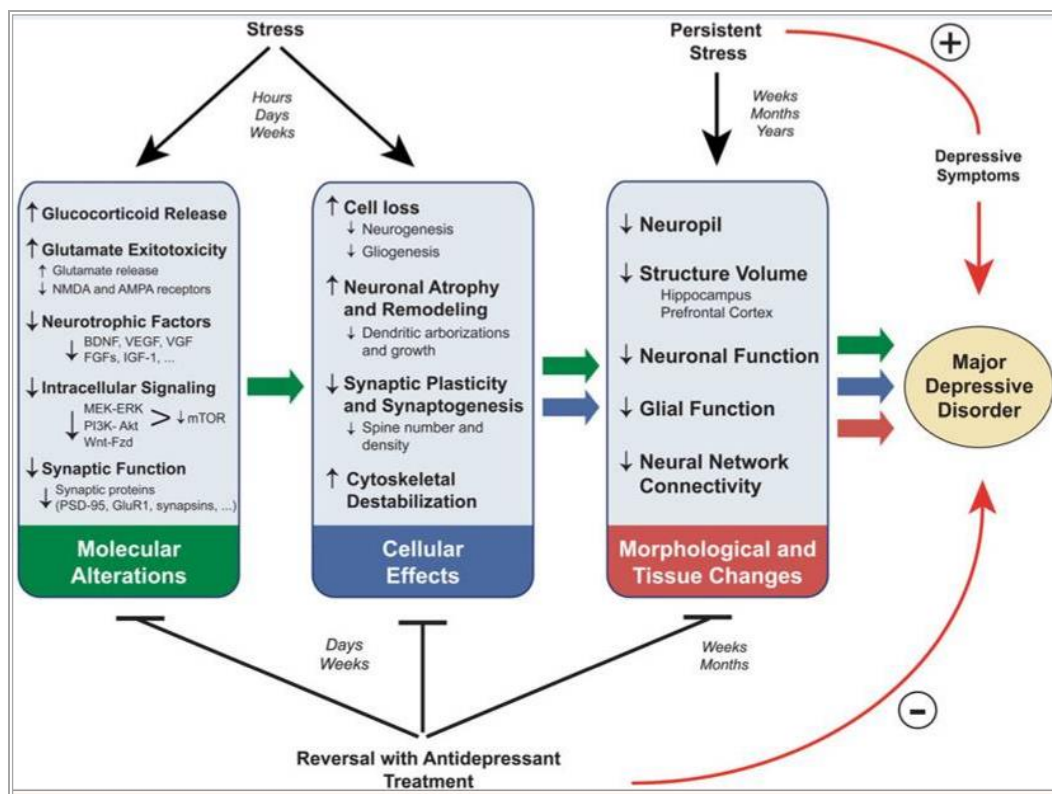 Stress
Hours
Days
Weeks
Persistent
Stress
Weeks
Months
Years
+
Depressive
Symptoms
↑ Glucocorticoid Release
↑ Glutamate Exitotoxicity
↑ Glutamate release
↓ NMDA and AMPA receptors
↓ Neurotrophic Factors
↓ BDNF, VEGF, VGF
FGFs, IGF-1, ...
↓ Intracellular Signaling
MEK-ERK
↓ PI3K- Akt > ↓ mTOR
Wnt-Fzd
↓ Synaptic Function
↓ Synaptic proteins
(PSD-95, GluR1, synapsins, ...)
Molecular
Alterations
↑ Cell loss
↓ Neurogenesis
↓ Gliogenesis
↑ Neuronal Atrophy
and Remodeling
↓ Dendritic arborizations
and growth
↓ Synaptic Plasticity
and Synaptogenesis
↓ Spine number and
density
↑ Cytoskeletal
Destabilization
Cellular
Effects
↓ Neuropil
↓ Structure Volume
Hippocampus
Prefrontal Cortex
↓ Neuronal Function
↓ Glial Function
↓ Neural Network
Connectivity
Morphological and
Tissue Changes
Major
Depressive
Disorder
Days
Weeks
Weeks
Months
-
Reversal with Antidepressant
Treatment